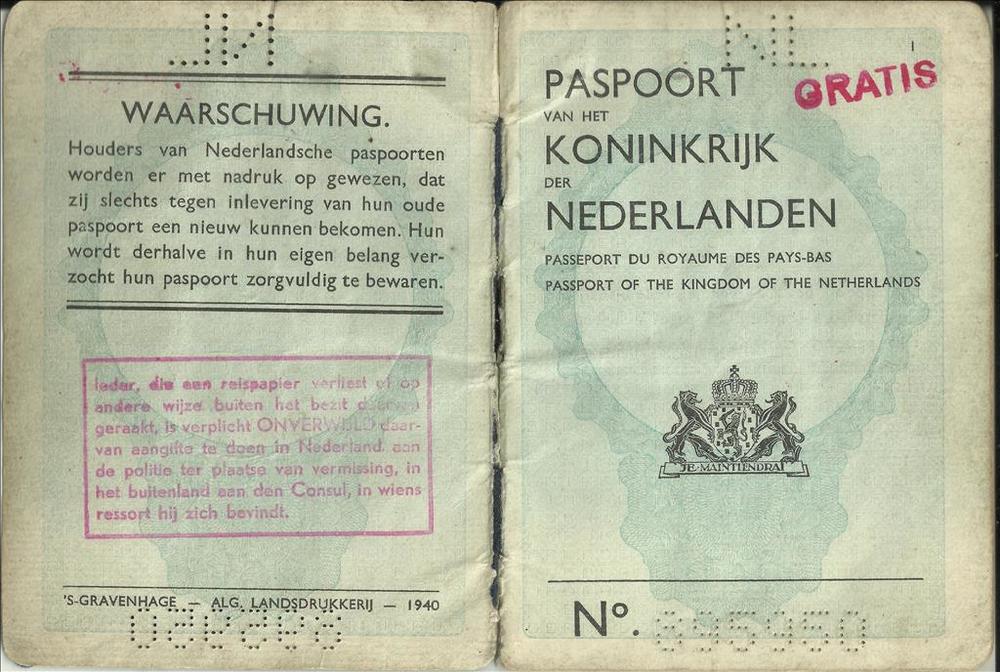 WAARSCHUWING.
Houders van Nederlandsche paspoorten
worden er met nadruk op gewezen, dat
zij slechts tegen inlevering van hun oude
paspoort een nieuw kunnen bekomen. Hun
wordt derhalve in hun eigen belang ver-
zocht hun paspoort zorgvuldig te bewaren.
Ieder, die een reispapier verliest of op
andere wijze buiten het bezit daarvan
geraakt, is verplicht ONVERWIJLD daar-
van aangifte te doen in Nederland aan
de politie ter plaatse van vermissing, in
het buitenland aan den Consul, in wiens
ressort hij zich bevindt.
'S-GRAVENHAGE — ALG. LANDSDRUKKERIJ — 1940
NL
1
GRATIS
PASPOORT
VAN HET
KONINKRIJK
DER
NEDERLANDEN
PASSEPORT DU ROYAUME DES PAYS-BAS
PASSPORT OF THE KINGDOM OF THE NETHERLANDS
JE·MAINTIENDRAI
Nº.